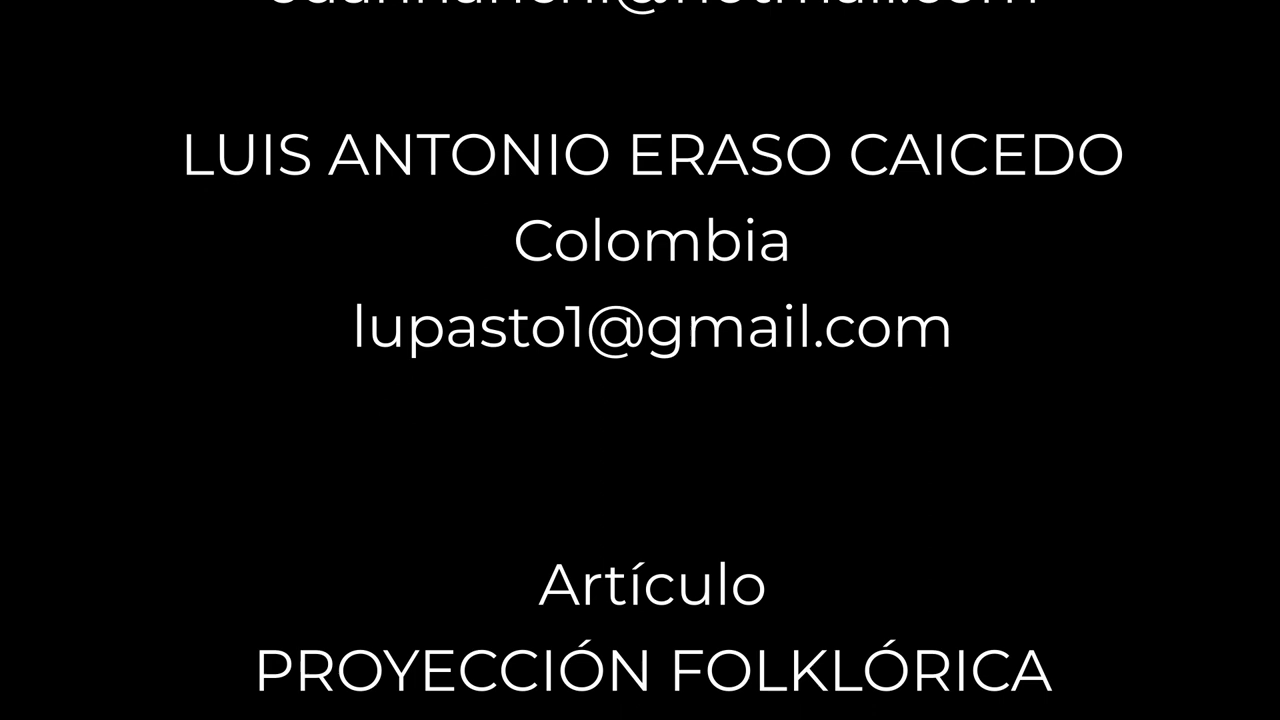 LUIS ANTONIO ERASO CAICEDO
Colombia
lupasto1@gmail.com
Artículo
PROYECCIÓN FOLKLÓRICA